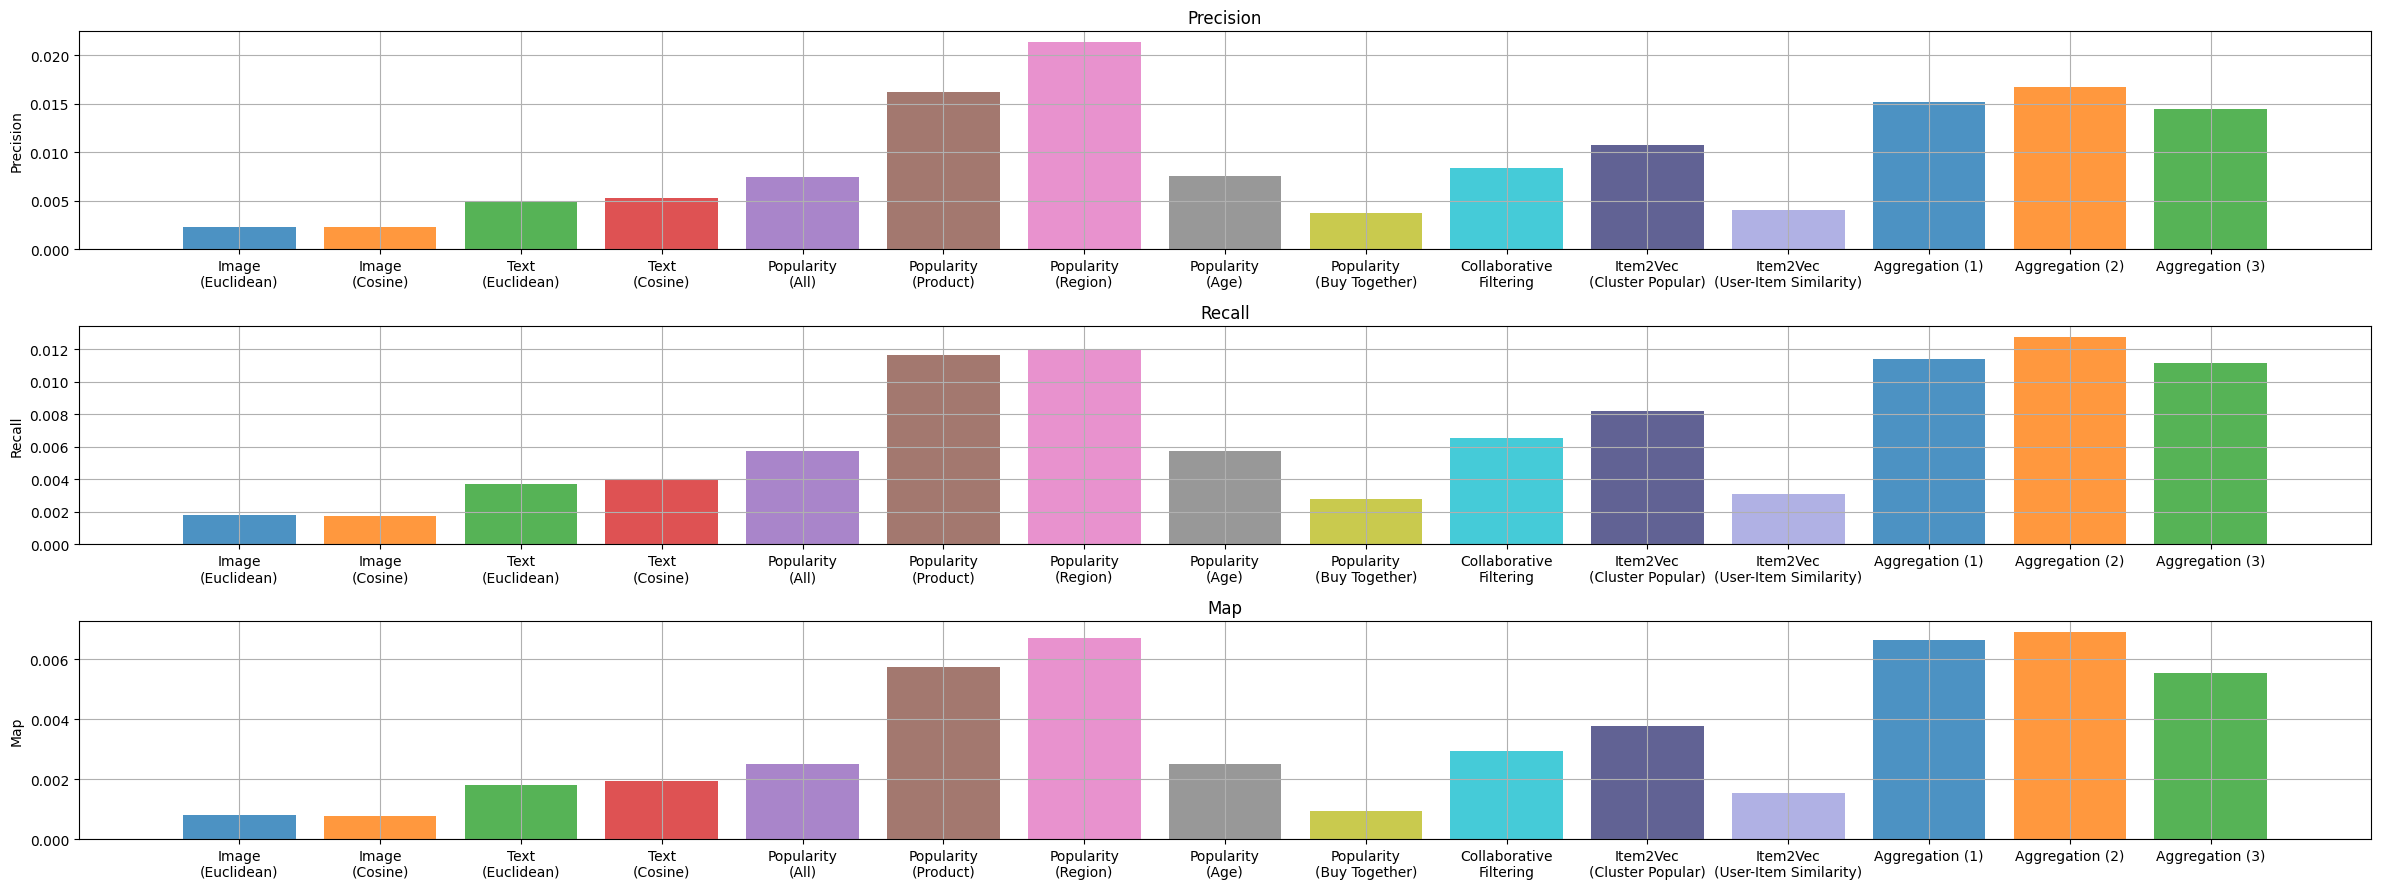 Precision
Precision
0.020
0.015
0.010
0.005
0.000
Image
(Euclidean)
Image
(Cosine)
Text
(Euclidean)
Text
(Cosine)
Popularity
(All)
Popularity
(Product)
Popularity
(Region)
Popularity
(Age)
Popularity
(Buy Together)
Collaborative
Filtering
Item2Vec
(Cluster Popular)
Item2Vec
(User-Item Similarity)
Aggregation (1)
Aggregation (2)
Aggregation (3)
Recall
Recall
0.012
0.010
0.008
0.006
0.004
0.002
0.000
Image
(Euclidean)
Image
(Cosine)
Text
(Euclidean)
Text
(Cosine)
Popularity
(All)
Popularity
(Product)
Popularity
(Region)
Popularity
(Age)
Popularity
(Buy Together)
Collaborative
Filtering
Item2Vec
(Cluster Popular)
Item2Vec
(User-Item Similarity)
Aggregation (1)
Aggregation (2)
Aggregation (3)
Map
Map
0.006
0.004
0.002
0.000
Image
(Euclidean)
Image
(Cosine)
Text
(Euclidean)
Text
(Cosine)
Popularity
(All)
Popularity
(Product)
Popularity
(Region)
Popularity
(Age)
Popularity
(Buy Together)
Collaborative
Filtering
Item2Vec
(Cluster Popular)
Item2Vec
(User-Item Similarity)
Aggregation (1)
Aggregation (2)
Aggregation (3)